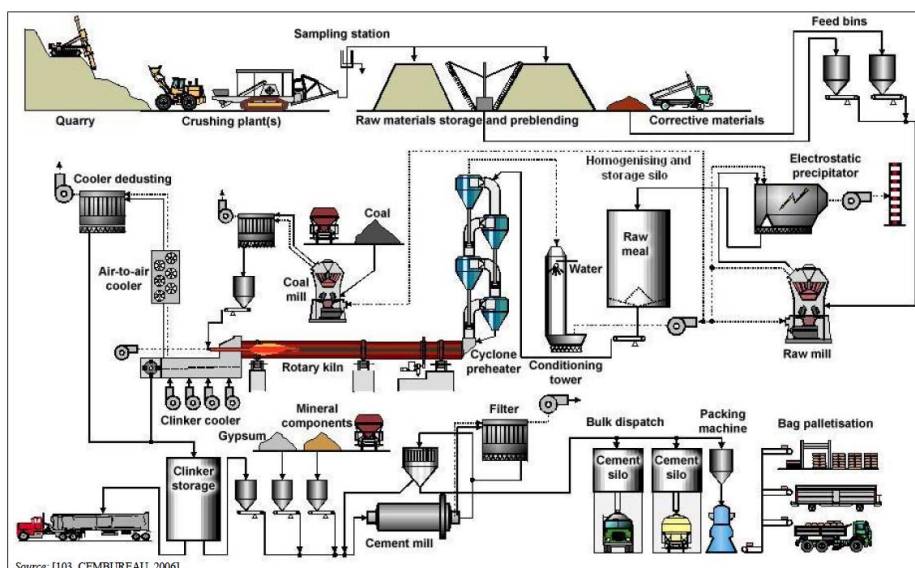 Sampling station
Feed bins
Quarry
Crushing plant(s)
Raw materials storage and preblending
Corrective materials
Cooler dedusting
Homogenising and
storage silo
Electrostatic
precipitator
Coal
Air-to-air
cooler
Coal
mill
Water
Raw
meal
Rotary kiln
Cyclone
preheater
Conditioning
tower
Raw mill
Clinker cooler
Mineral
components
Gypsum
Filter
Bulk dispatch
Packing
machine
Bag palletisation
Clinker
storage
Cement
silo
Cement
silo
Cement mill
Source: [103, CEMBUREAU, 2006]